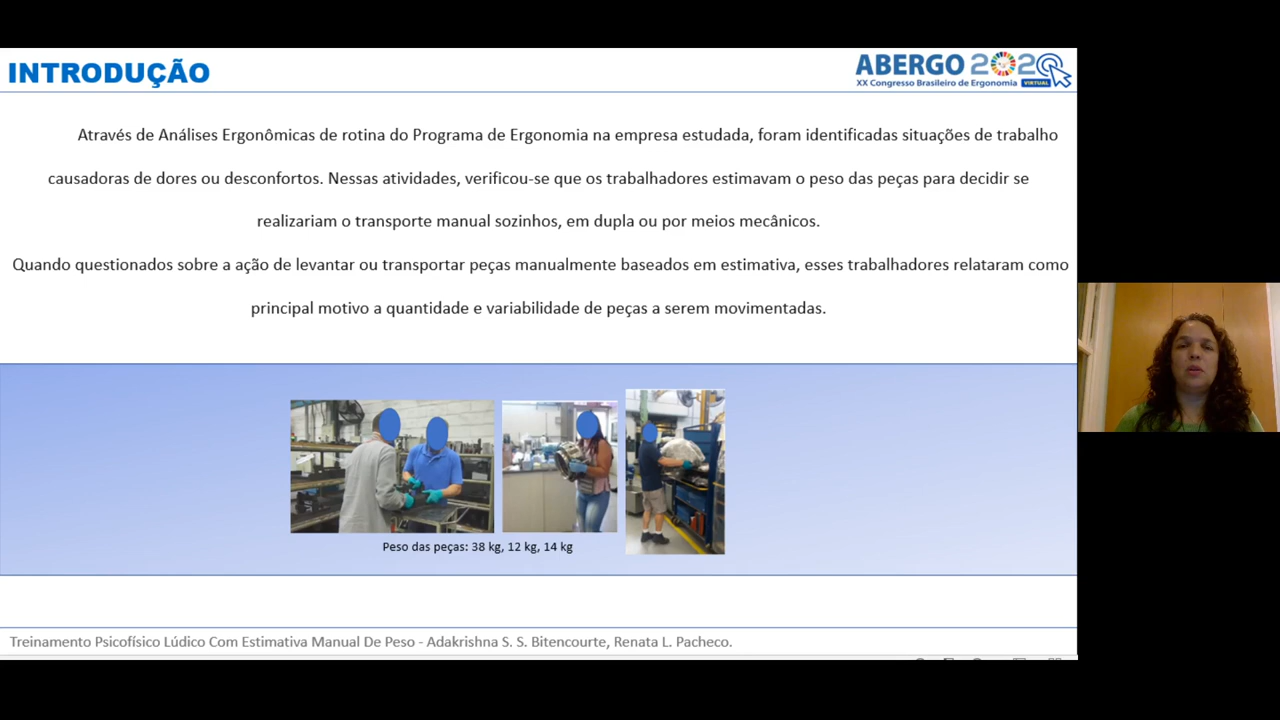 INTRODUÇÃO
ABERGO 2020
XX Congresso Brasileiro de Ergonomia VIRTUAL
Através de Análises Ergonômicas de rotina do Programa de Ergonomia na empresa estudada, foram identificadas situações de trabalho
causadoras de dores ou desconfortos. Nessas atividades, verificou-se que os trabalhadores estimavam o peso das peças para decidir se
realizariam o transporte manual sozinhos, em dupla ou por meios mecânicos.
Quando questionados sobre a ação de levantar ou transportar peças manualmente baseados em estimativa, esses trabalhadores relataram como
principal motivo a quantidade e variabilidade de peças a serem movimentadas.
Peso das peças: 38 kg, 12 kg, 14 kg
Treinamento Psicofísico Lúdico Com Estimativa Manual De Peso - Adakrishna S. S. Bitencourte, Renata L. Pacheco.